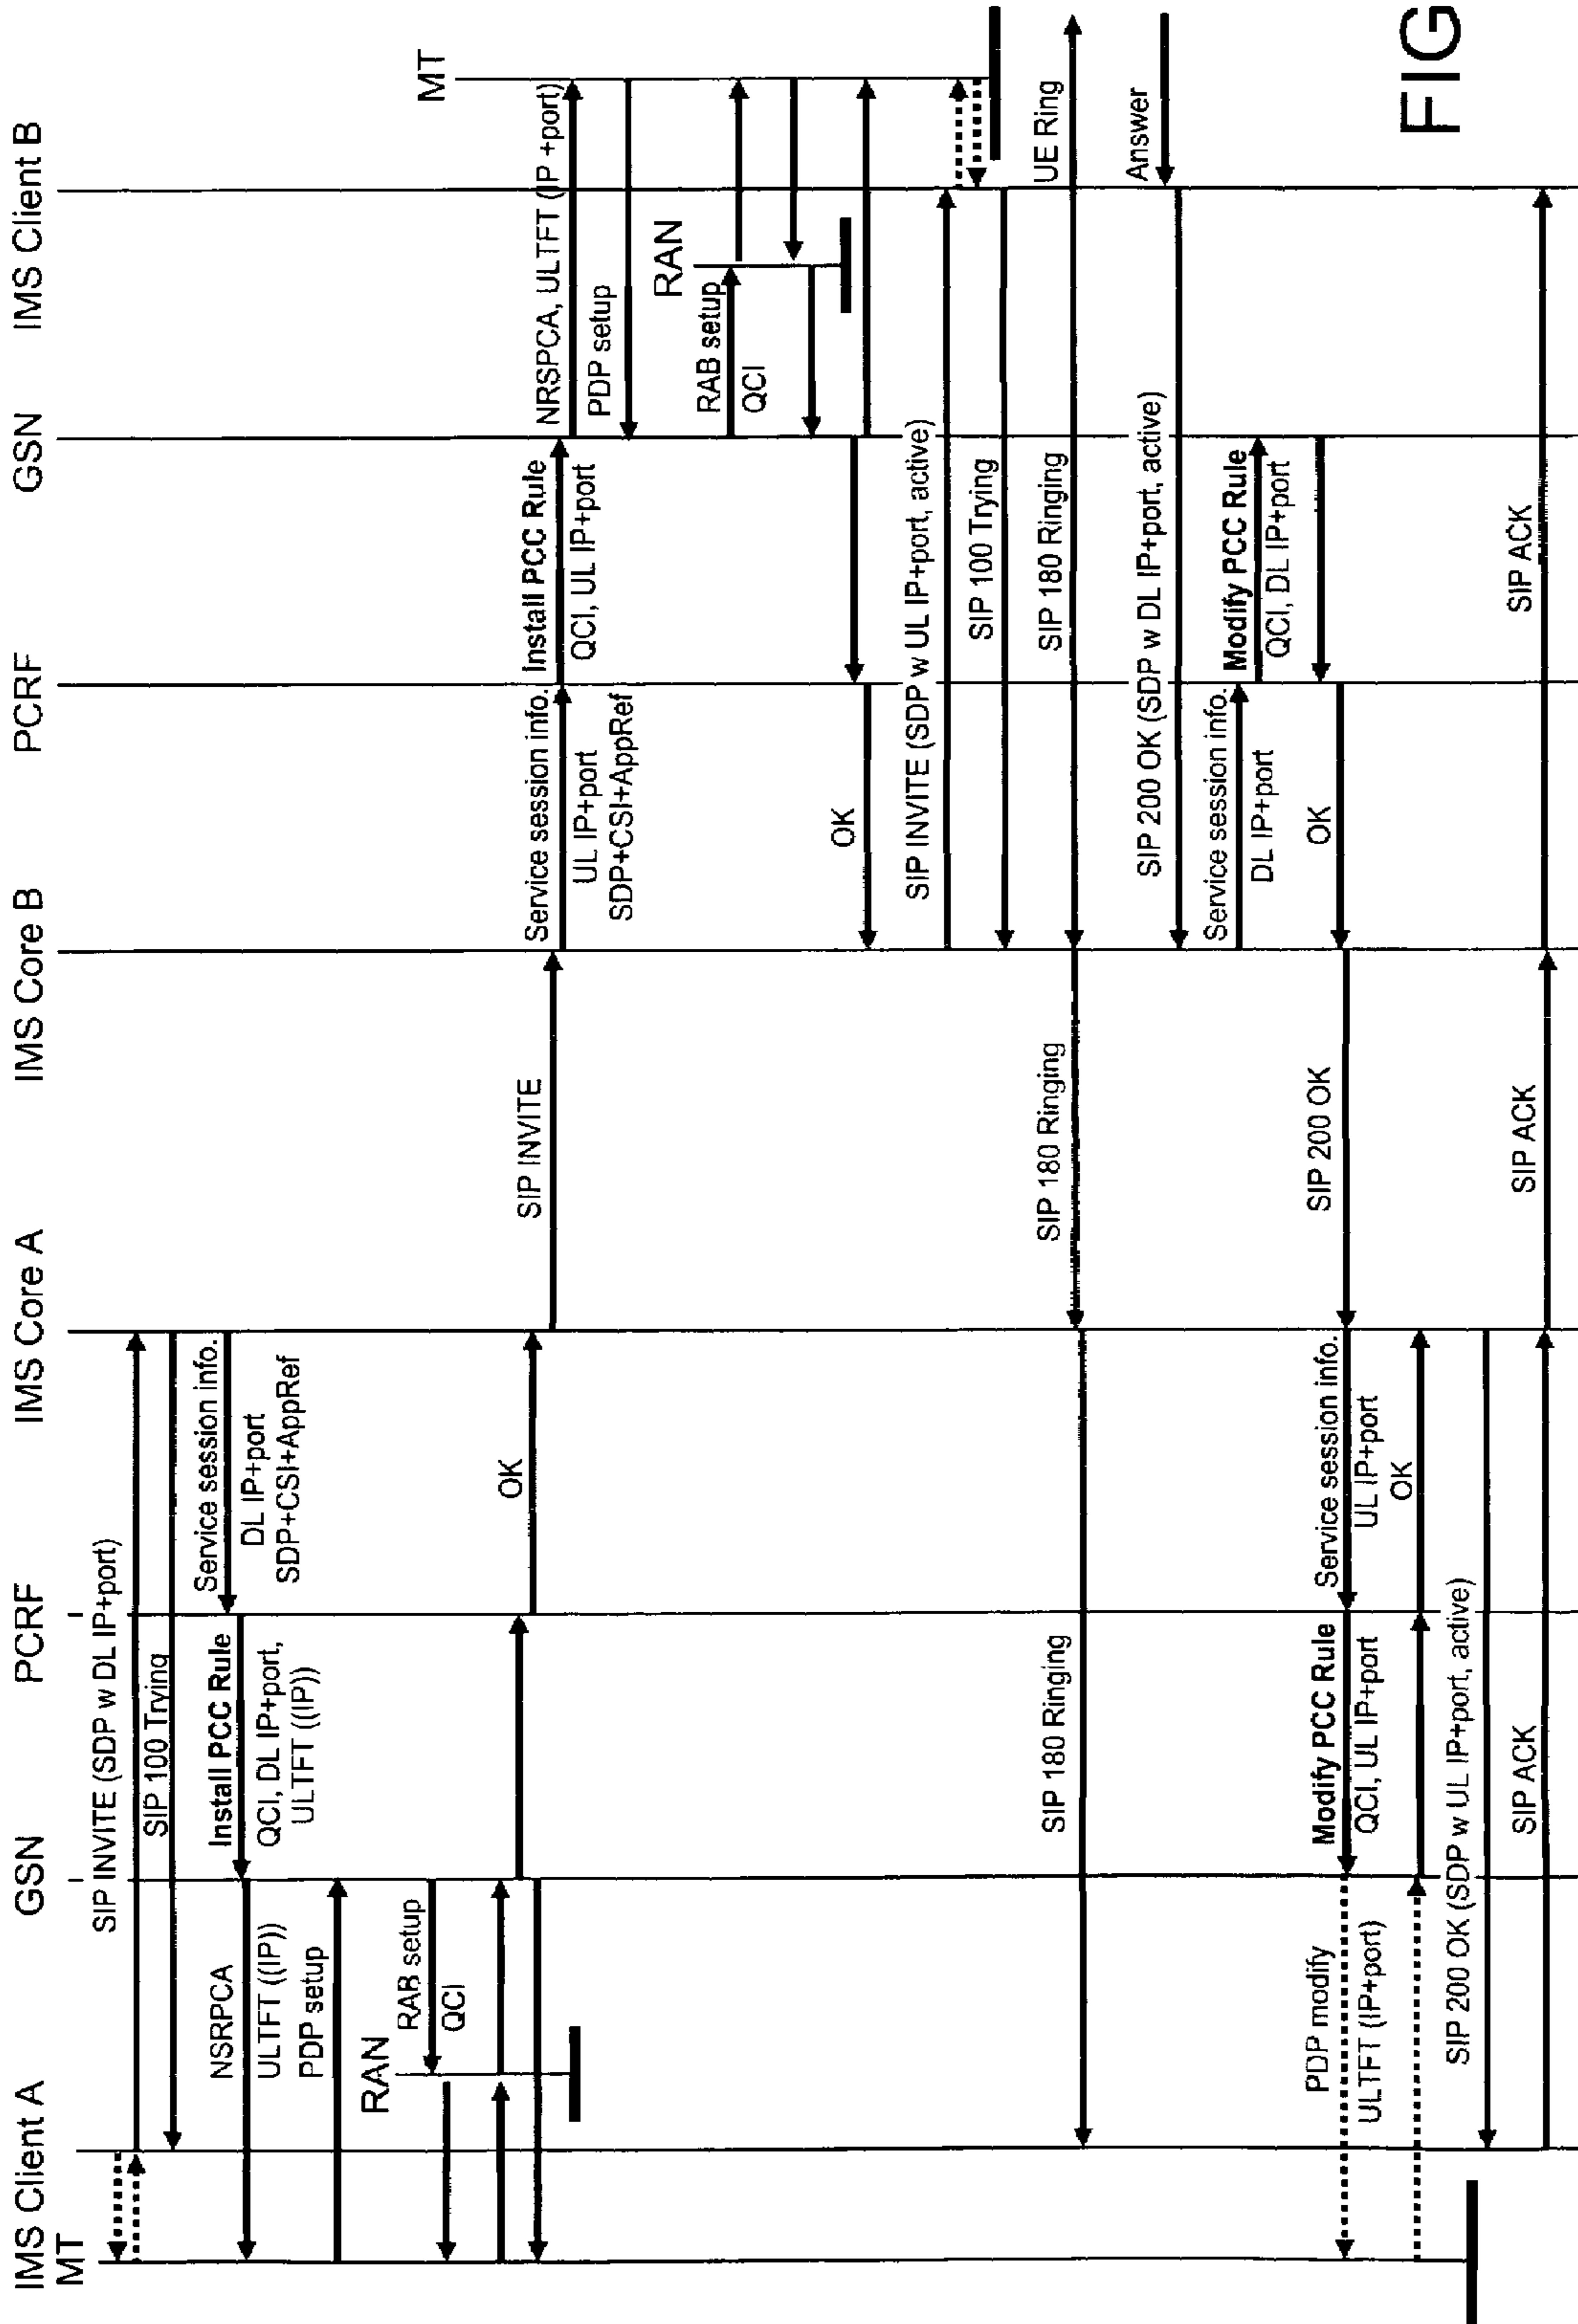 IMS Client A
MT
GSN
PCRF
IMS Core A
IMS Core B
PCRF
GSN
IMS Client B
MT
SIP INVITE (SDP w DL IP+port)
SIP 100 Trying
Service session info.
DL IP+port
SDP+CSI+AppRef
Install PCC Rule
QCI, DL IP+port,
ULTFT ((IP))
NSRPCA
ULTFT ((IP))
PDP setup
RAN
RAB setup
QCI
OK
SIP INVITE
Service session info.
UL IP+port
SDP+CSI+AppRef
Install PCC Rule
QCI, UL IP+port
NRSPCA, ULTFT (IP +port)
PDP setup
RAN
RAB setup
QCI
OK
SIP INVITE (SDP w UL IP+port, active)
SIP 100 Trying
UE Ring
SIP 180 Ringing
SIP 180 Ringing
SIP 180 Ringing
Answer
SIP 200 OK (SDP w DL IP+port, active)
Service session info.
DL IP+port
Modify PCC Rule
QCI, DL IP+port
OK
SIP 200 OK
Service session info.
UL IP+port
OK
Modify PCC Rule
QCI, UL IP+port
PDP modify
ULTFT (IP+port)
SIP 200 OK (SDP w UL IP+port, active)
SIP ACK
SIP ACK
SIP ACK
FIG